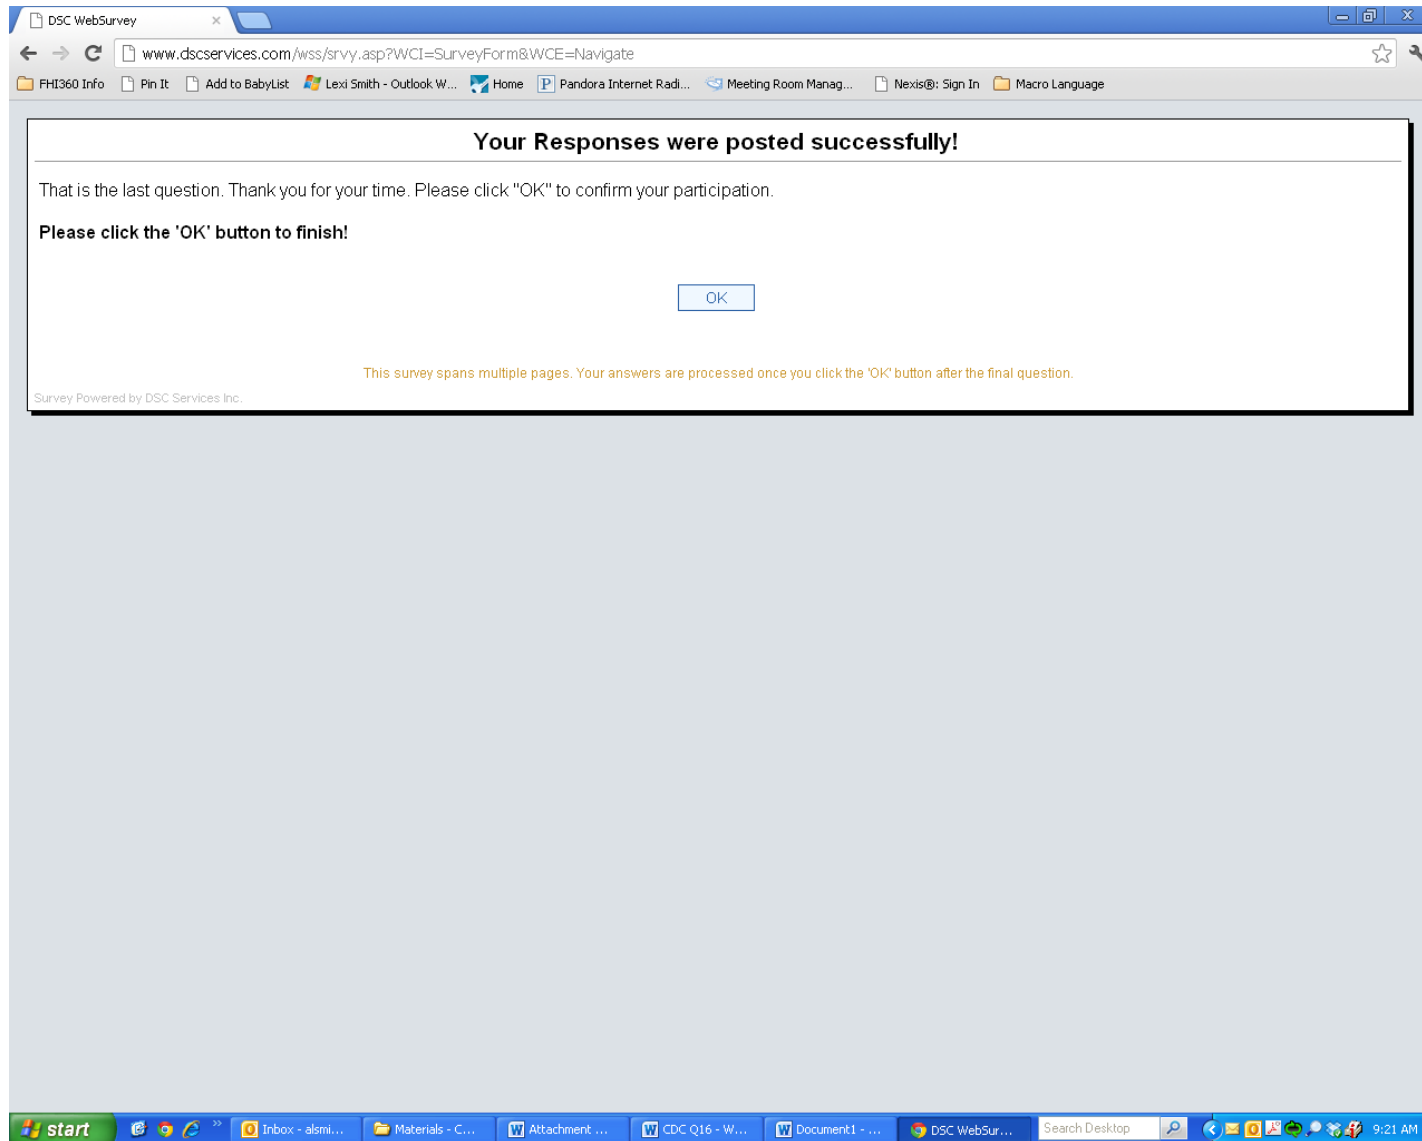 DSC WebSurvey
www.dscservices.com/wss/srvy.asp?WCI=SurveyForm&WCE=Navigate
FHI360 Info Pin It Add to BabyList Lexi Smith - Outlook W... Home Pandora Internet Radi... Meeting Room Manag... Nexis®: Sign In Macro Language
Your Responses were posted successfully!
That is the last question. Thank you for your time. Please click "OK" to confirm your participation.
Please click the 'OK' button to finish!
OK
This survey spans multiple pages. Your answers are processed once you click the 'OK' button after the final question.
Survey Powered by DSC Services Inc.
start Inbox - alsmi... Materials - C... Attachment ... CDC Q16 - W... Document1 - ... DSC WebSur... Search Desktop 9:21 AM